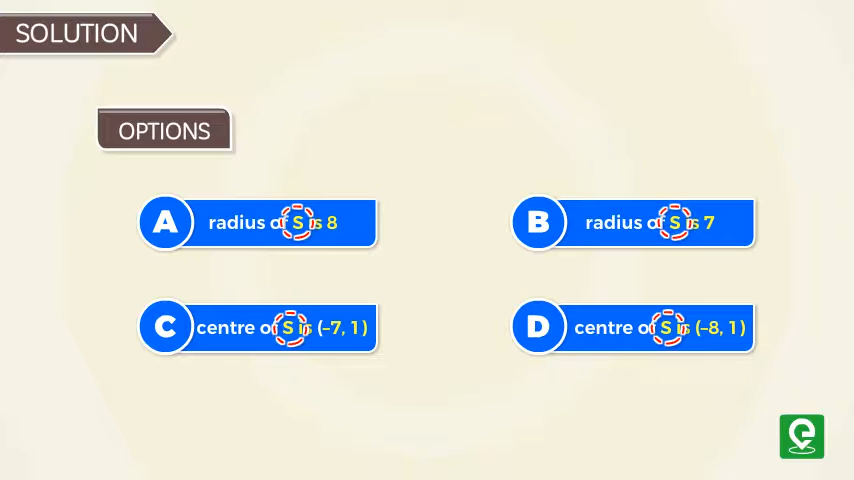 SOLUTION
OPTIONS
A radius of S is 8
B radius of S is 7
C centre of S is (–7, 1)
D centre of S is (–8, 1)